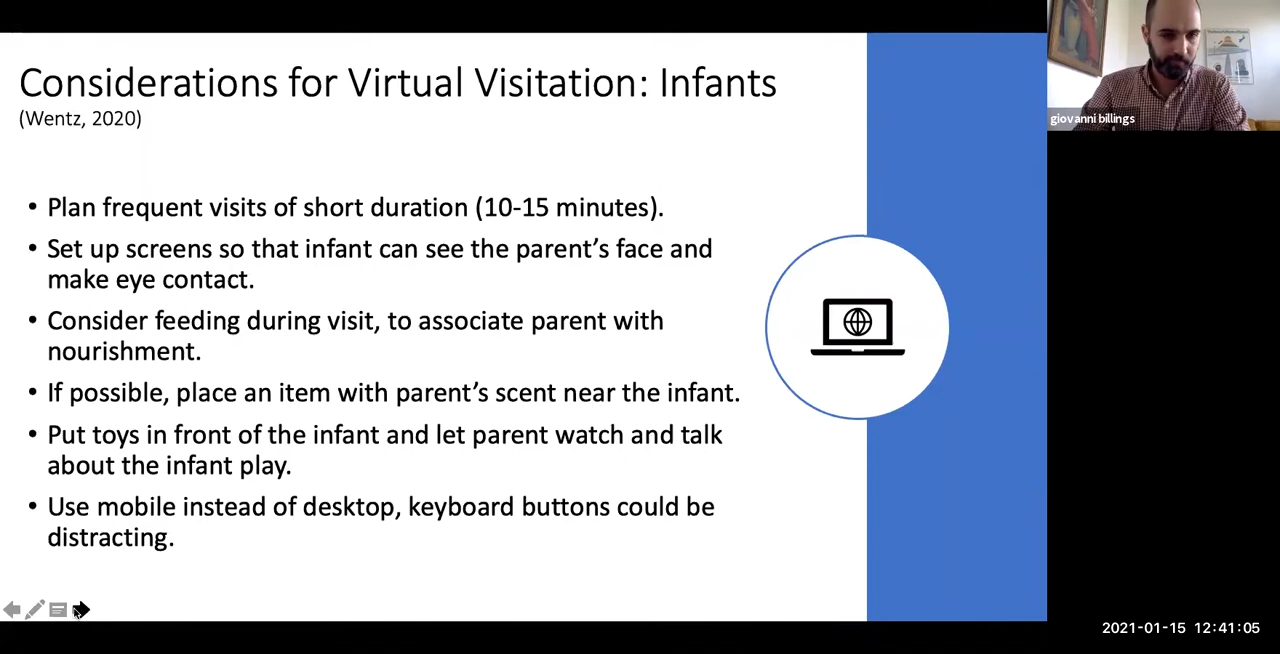 Considerations for Virtual Visitation: Infants
(Wentz, 2020)
• Plan frequent visits of short duration (10-15 minutes).
• Set up screens so that infant can see the parent’s face and
make eye contact.
• Consider feeding during visit, to associate parent with
nourishment.
• If possible, place an item with parent’s scent near the infant.
• Put toys in front of the infant and let parent watch and talk
about the infant play.
• Use mobile instead of desktop, keyboard buttons could be
distracting.
giovanni billings
2021-01-15 12:41:05